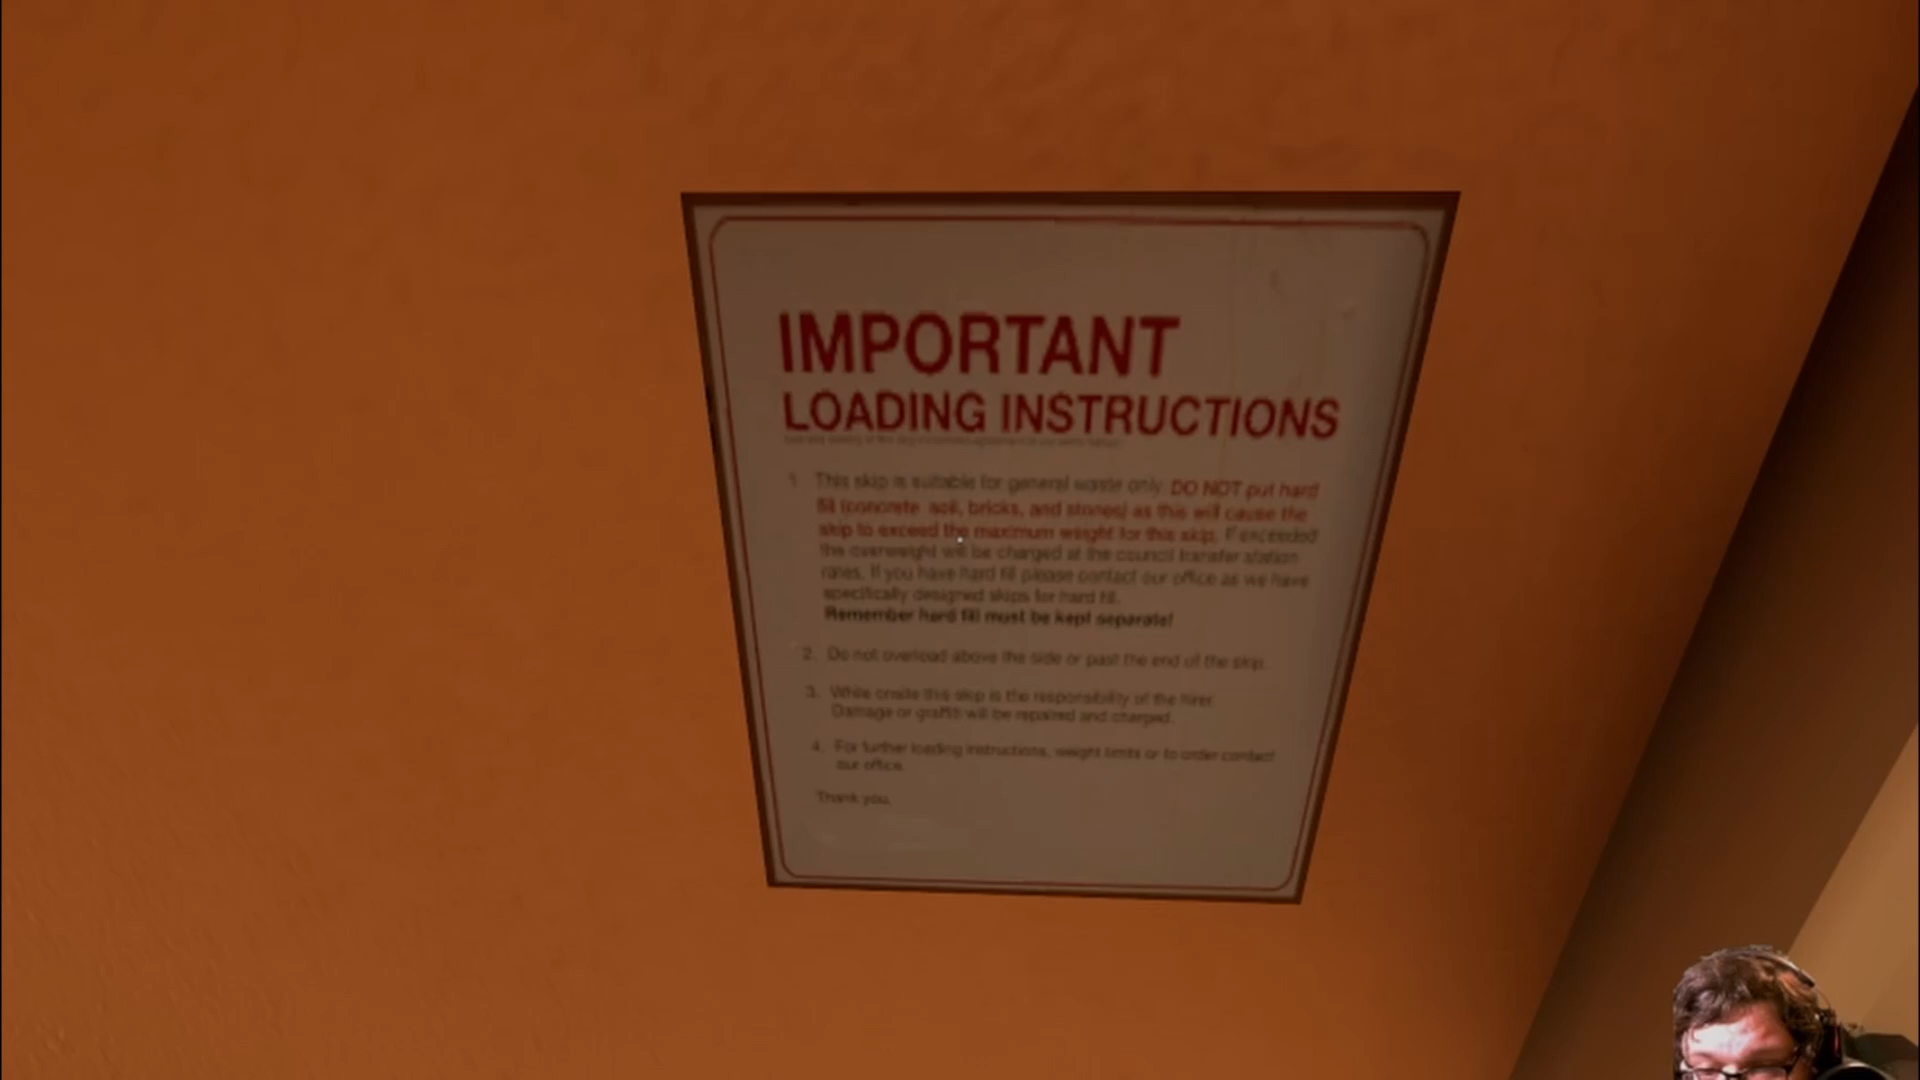 IMPORTANT
LOADING INSTRUCTIONS
1. This skip is suitable for general waste only. DO NOT put hard
fill (concrete, soil, bricks, and stones) as this will cause the
skip to exceed the maximum weight for this skip. If exceeded
the overweight will be charged at the council transfer station
rates. If you have hard fill please contact our office as we have
specifically designed skips for hard fill.
Remember hard fill must be kept separate!
2. Do not overload above the side or past the end of the skip.
3. While onsite this skip is the responsibility of the hirer.
Damage or graffiti will be repaired and charged.
4. For further loading instructions, weight limits or to order contact
our office.
Thank you.